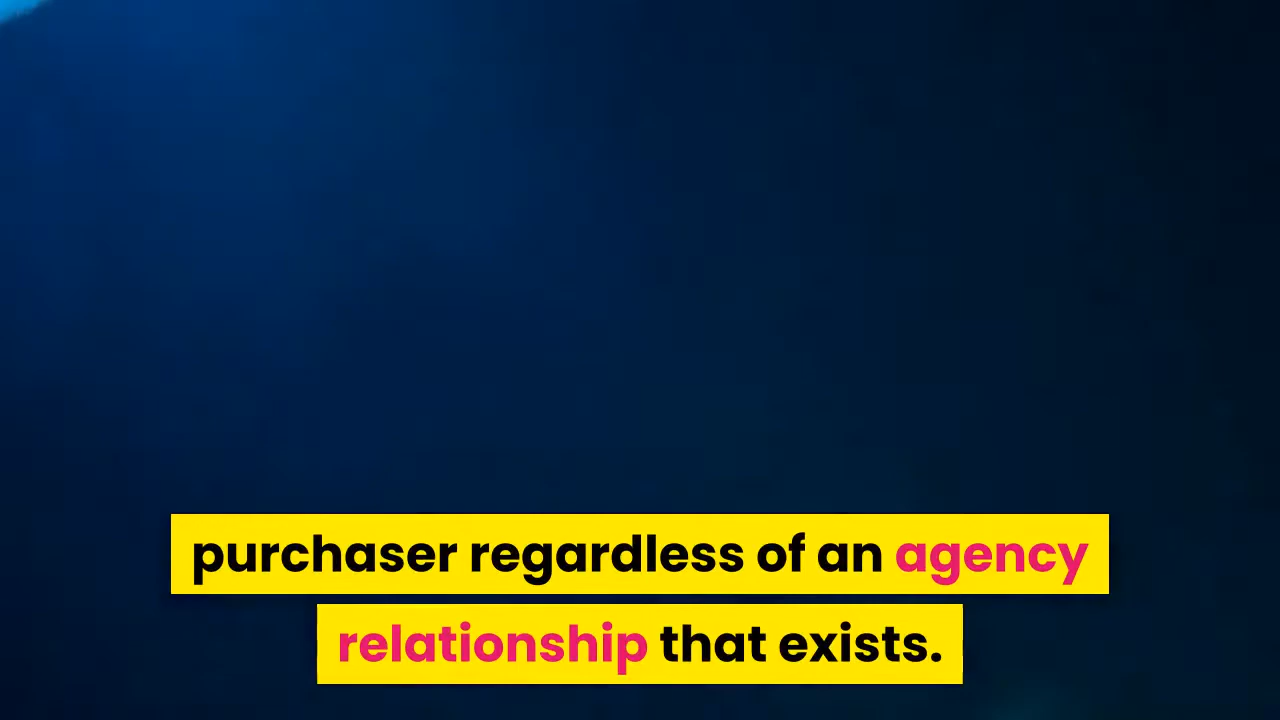 purchaser regardless of an agency
relationship that exists.